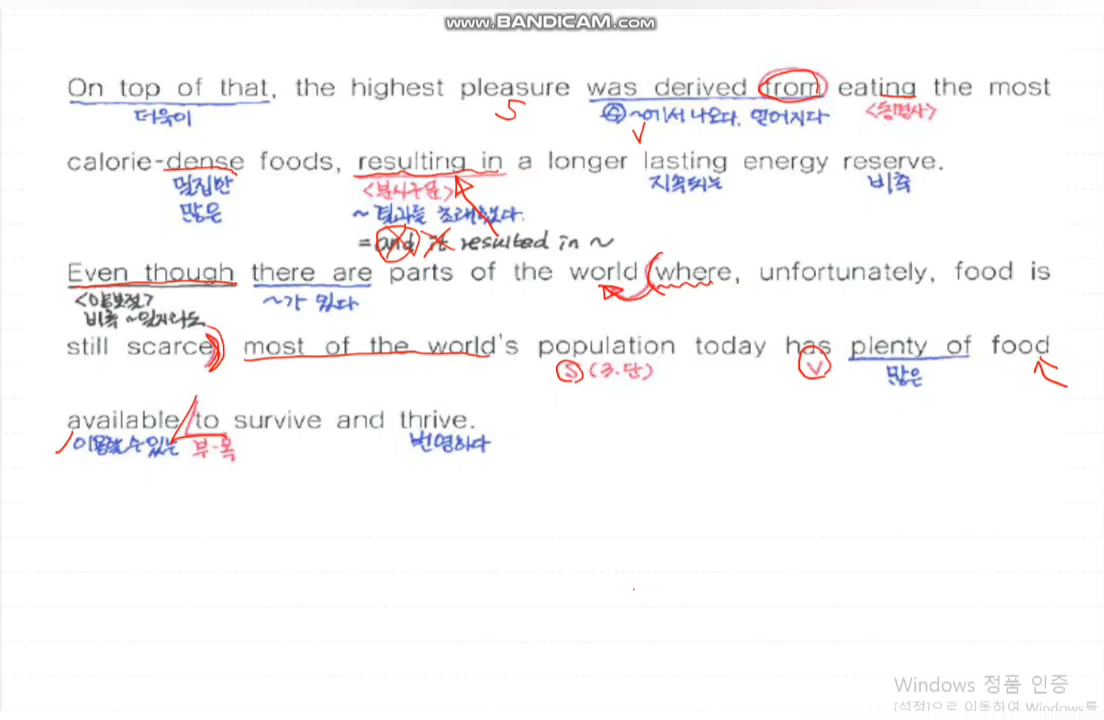 www.BANDICAM.com
On top of that, the highest pleasure was derived from eating the most
더욱이 S ~에서 나오다. 얻어지다 <동명사>
V
calorie-dense foods, resulting in a longer lasting energy reserve.
밀집한 <분사구문> 지속되는 비축
많은 ~ 결과를 초래하다.
= and it resulted in ~
Even though there are parts of the world (where, unfortunately, food is
<양보절> ~가 있다
비록 ~일지라도
still scarce) most of the world's population today has plenty of food
S (3.단) V 많은
available / to survive and thrive.
이용할 수 있는 부-목 번영하다
Windows 정품 인증